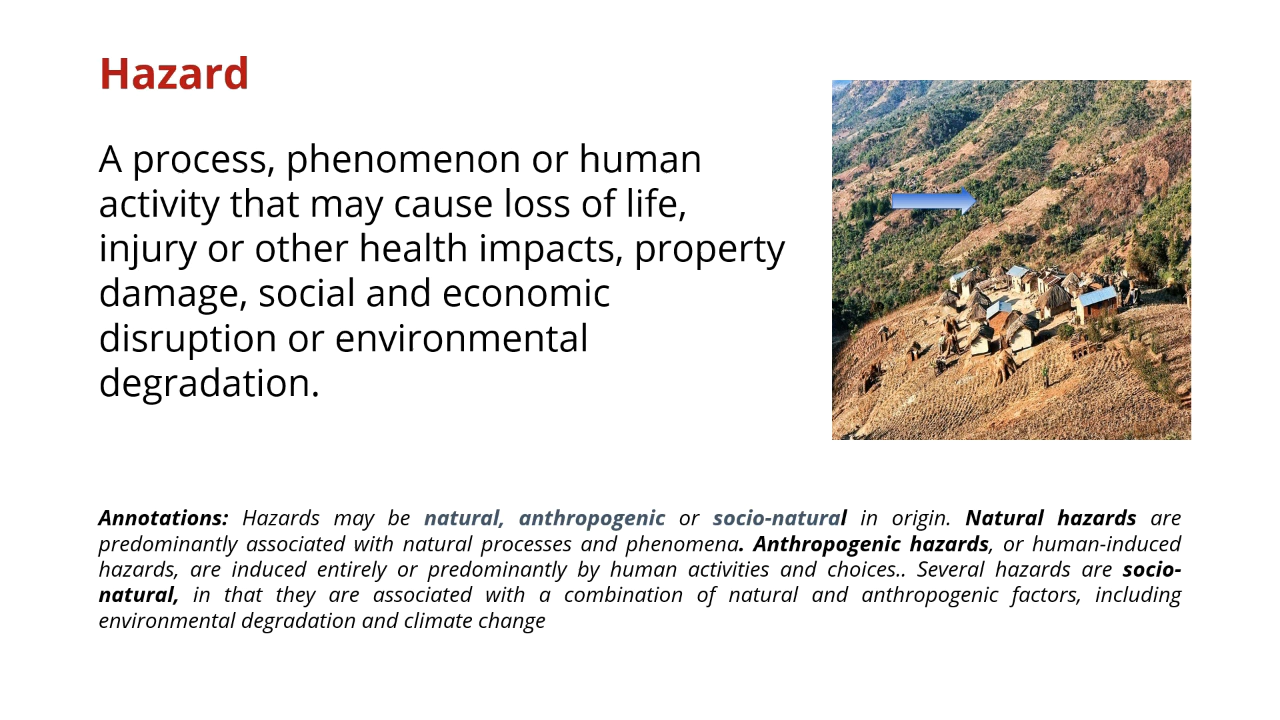 Hazard
A process, phenomenon or human
activity that may cause loss of life,
injury or other health impacts, property
damage, social and economic
disruption or environmental
degradation.
Annotations: Hazards may be natural, anthropogenic or socio-natural in origin. Natural hazards are
predominantly associated with natural processes and phenomena. Anthropogenic hazards, or human-induced
hazards, are induced entirely or predominantly by human activities and choices.. Several hazards are socio-
natural, in that they are associated with a combination of natural and anthropogenic factors, including
environmental degradation and climate change